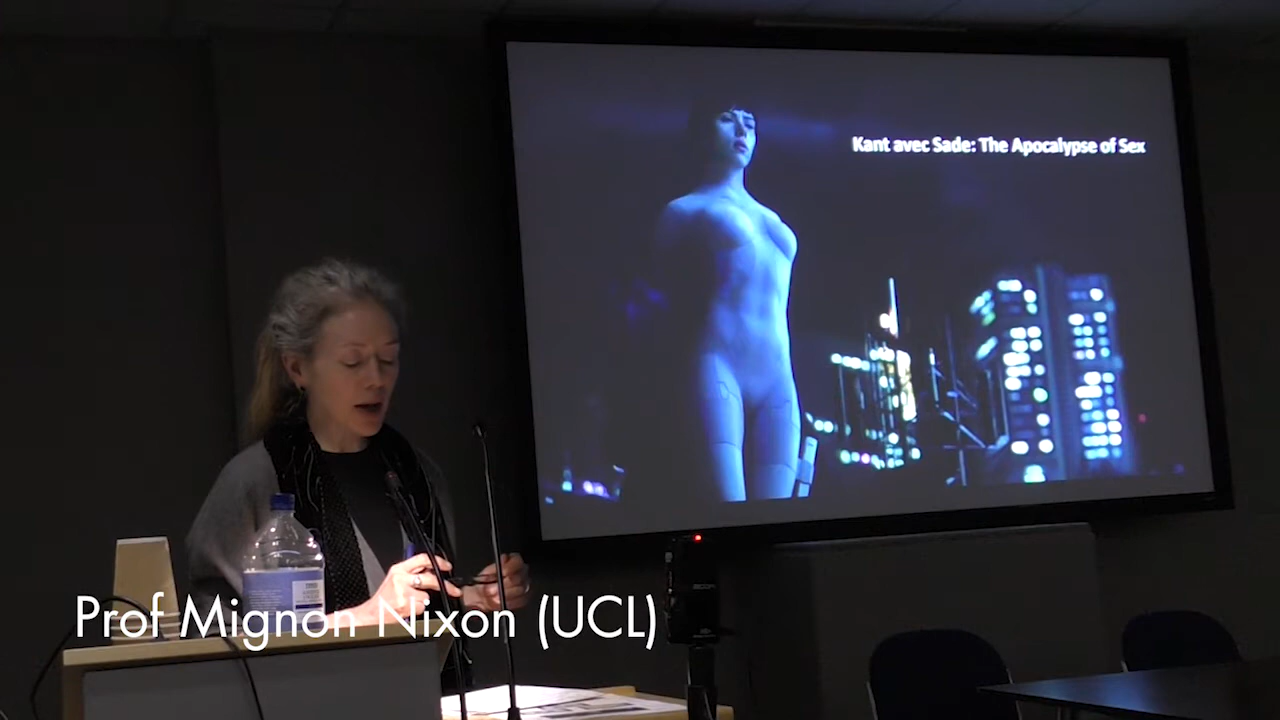 Kant avec Sade: The Apocalypse of Sex
Prof Mignon Nixon (UCL)